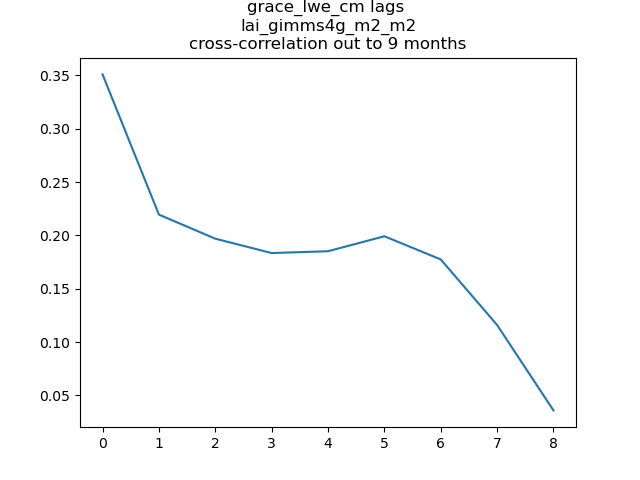 grace_lwe_cm lags
lai_gimms4g_m2_m2
cross-correlation out to 9 months
0.35
0.30
0.25
0.20
0.15
0.10
0.05
0 1 2 3 4 5 6 7 8